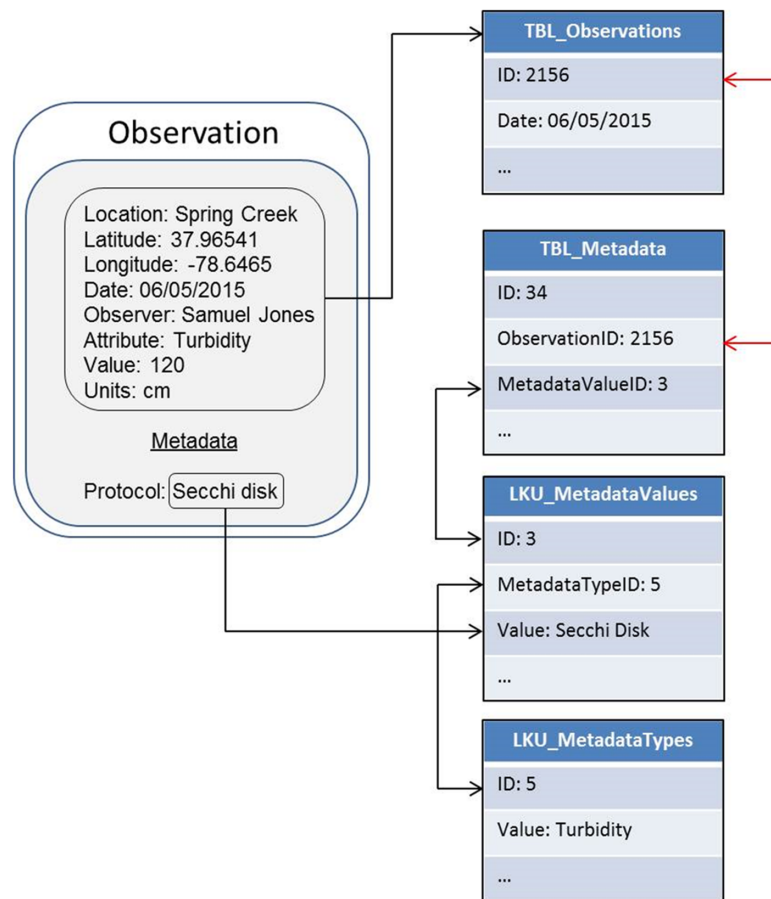 Observation
Location: Spring Creek
Latitude: 37.96541
Longitude: -78.6465
Date: 06/05/2015
Observer: Samuel Jones
Attribute: Turbidity
Value: 120
Units: cm
Metadata
Protocol: Secchi disk
TBL_Observations
ID: 2156
Date: 06/05/2015
...
TBL_Metadata
ID: 34
ObservationID: 2156
MetadataValueID: 3
...
LKU_MetadataValues
ID: 3
MetadataTypeID: 5
Value: Secchi Disk
...
LKU_MetadataTypes
ID: 5
Value: Turbidity
...